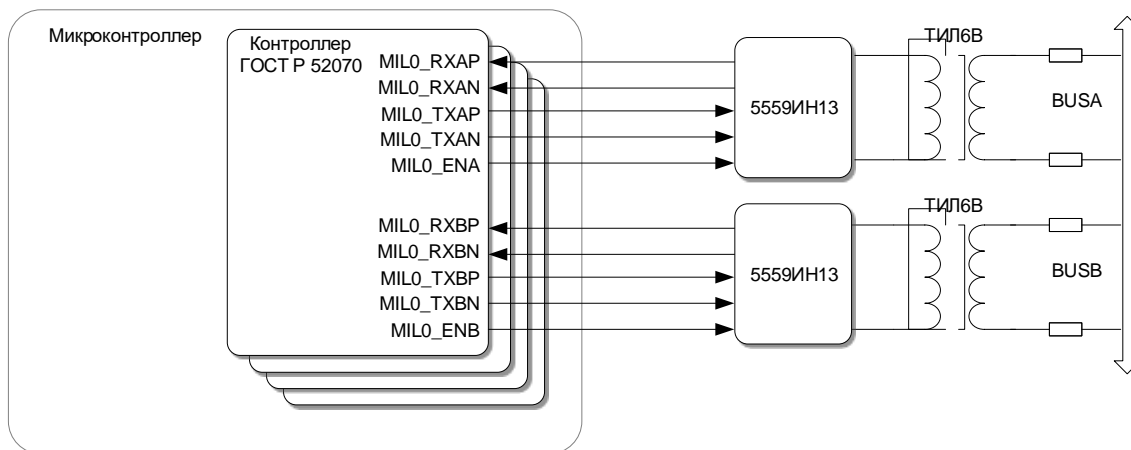 Микроконтроллер
Контроллер
ГОСТ Р 52070
MIL0_RXAP
MIL0_RXAN
MIL0_TXAP
MIL0_TXAN
MIL0_ENA
MIL0_RXBP
MIL0_RXBN
MIL0_TXBP
MIL0_TXBN
MIL0_ENB
5559ИН13
ТИЛ6В
BUSA
5559ИН13
ТИЛ6В
BUSB